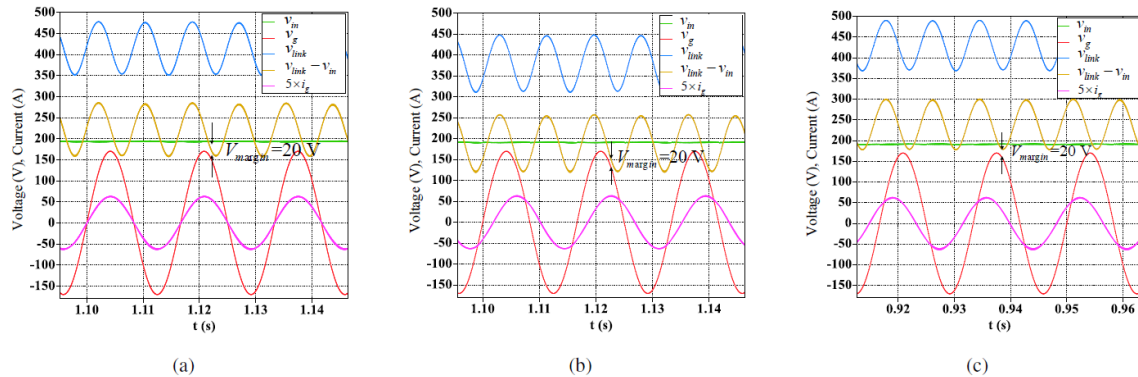 500
450
400
350
300
250
200
150
100
50
0
-50
-100
-150
Voltage (V), Current (A)
v_in
v_g
v_link
v_link − v_in
5×i_g
V_margin=20 V
1.10 1.11 1.12 1.13 1.14
t (s)
(a)
500
450
400
350
300
250
200
150
100
50
0
-50
-100
-150
Voltage (V), Current (A)
v_in
v_g
v_link
v_link − v_in
5×i_g
V_margin=20 V
1.10 1.11 1.12 1.13 1.14
t (s)
(b)
500
450
400
350
300
250
200
150
100
50
0
-50
-100
-150
Voltage (V), Current (A)
v_in
v_g
v_link
v_link − v_in
5×i_g
V_margin=20 V
0.92 0.93 0.94 0.95 0.96
t (s)
(c)